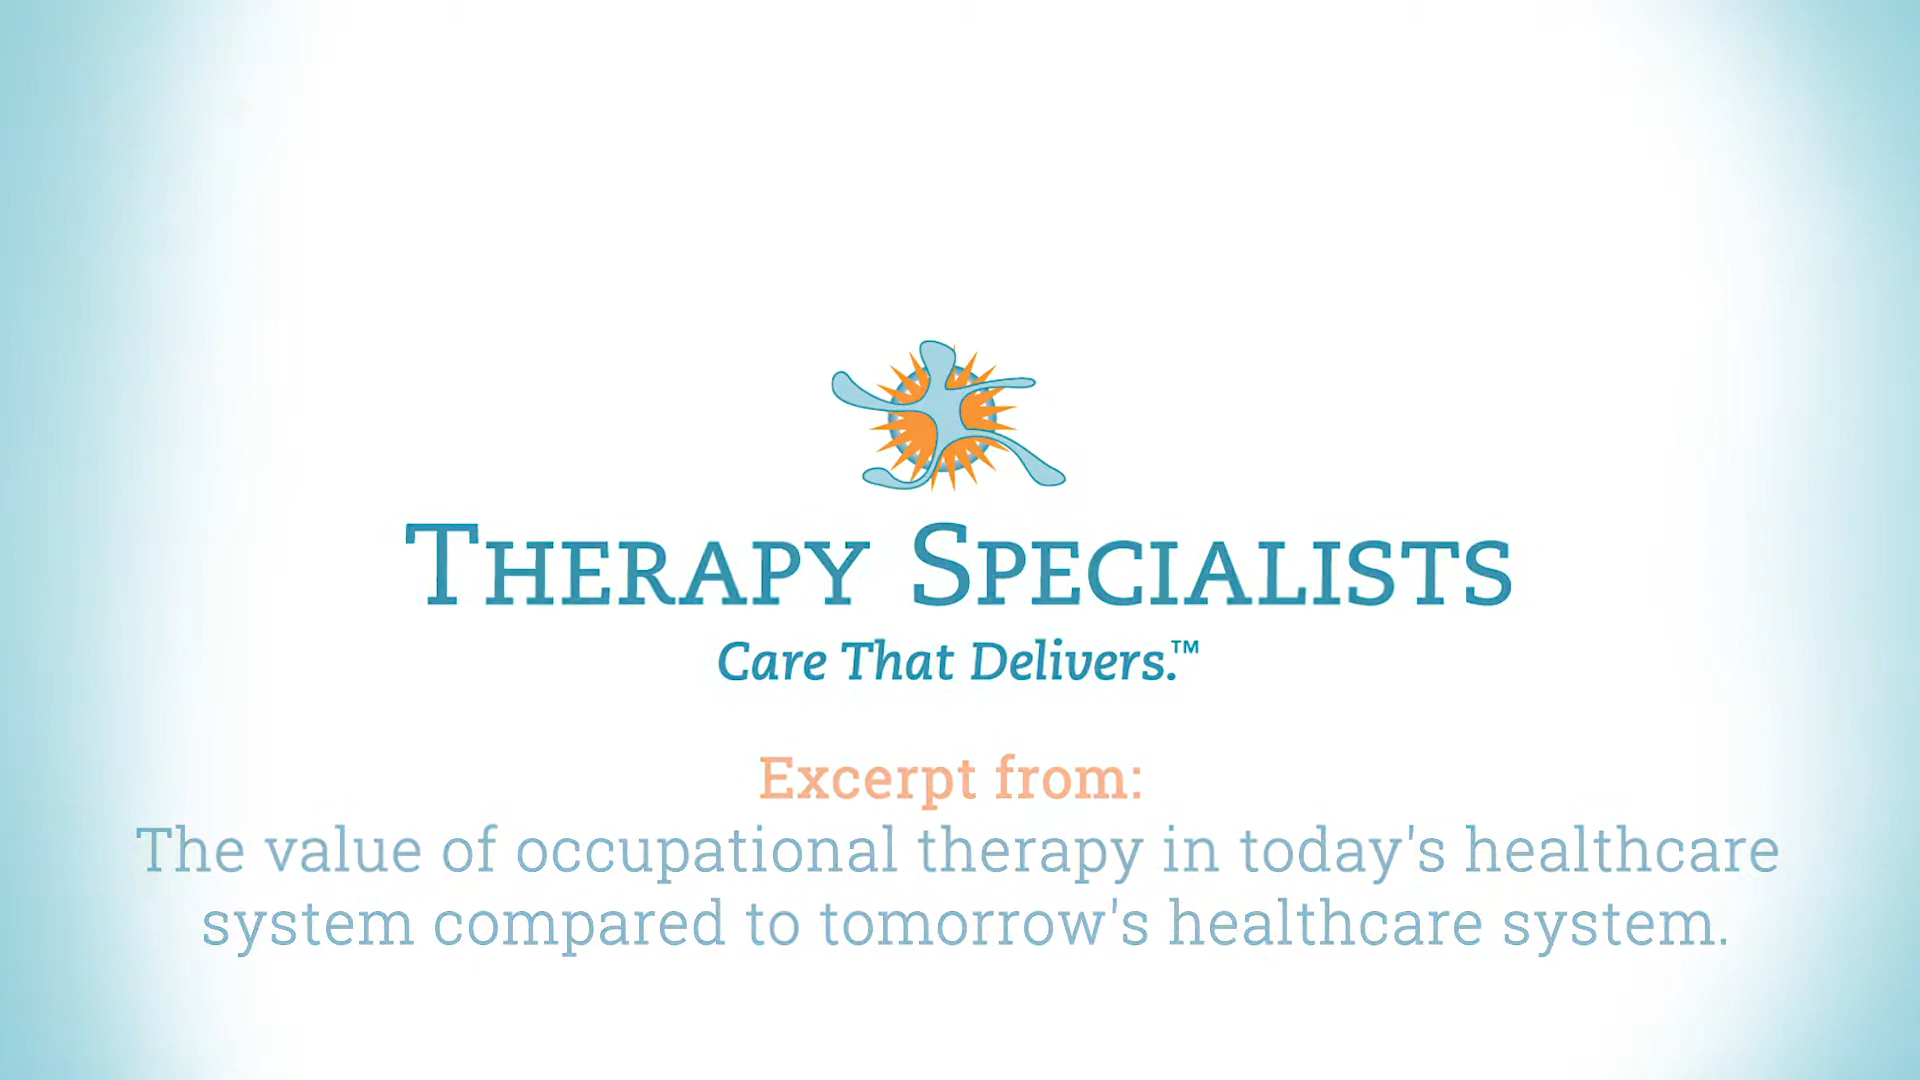 THERAPY SPECIALISTS
Care That Delivers.™
Excerpt from:
The value of occupational therapy in today's healthcare
system compared to tomorrow's healthcare system.